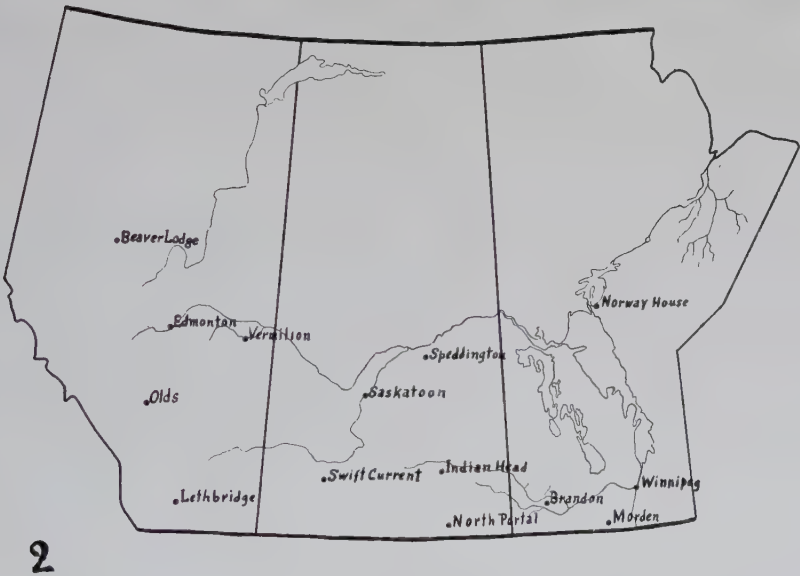 BeaverLodge
Norway House
Edmonton
Vermilion
Speddington
Saskatoon
Olds
Indian Head
Swift Current
Winnipeg
Lethbridge
Brandon
North Portal
Morden
2